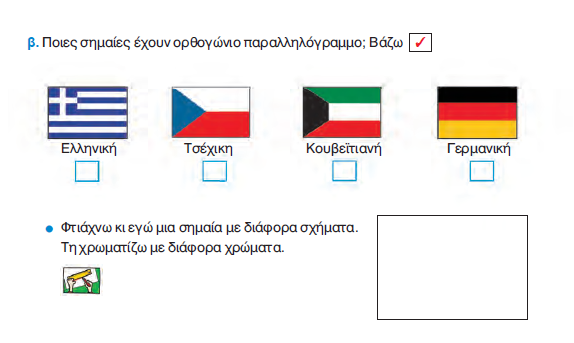 β. Ποιες σημαίες έχουν ορθογώνιο παραλληλόγραμμο; Βάζω ✓
Ελληνική Τσέχικη Κουβεϊτιανή Γερμανική
• Φτιάχνω κι εγώ μια σημαία με διάφορα σχήματα.
Τη χρωματίζω με διάφορα χρώματα.